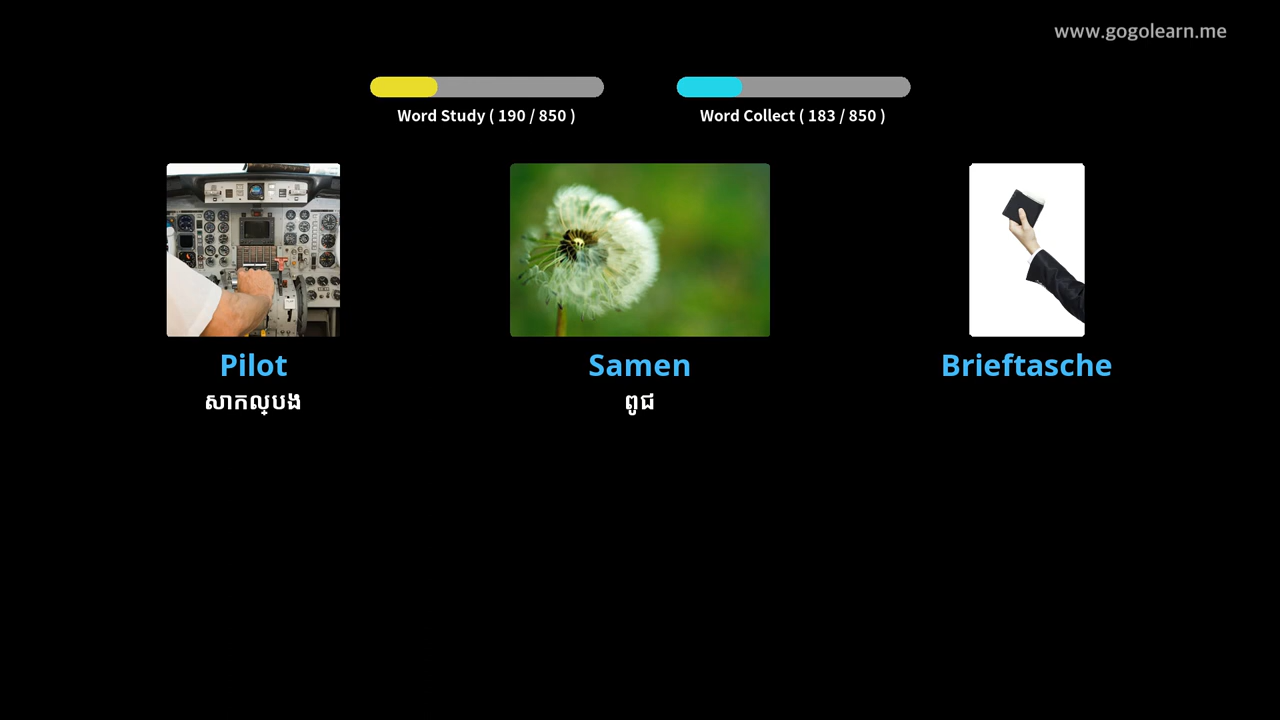 www.gogolearn.me
Word Study ( 190 / 850 )
Word Collect ( 183 / 850 )
Pilot
សាកល្បង
Samen
ពូជ
Brieftasche